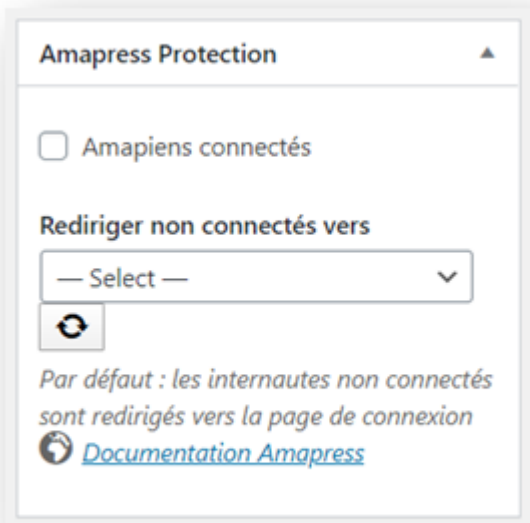 Amapress Protection
Amapiens connectés
Rediriger non connectés vers
— Select —
Par défaut : les internautes non connectés
sont redirigés vers la page de connexion
Documentation Amapress